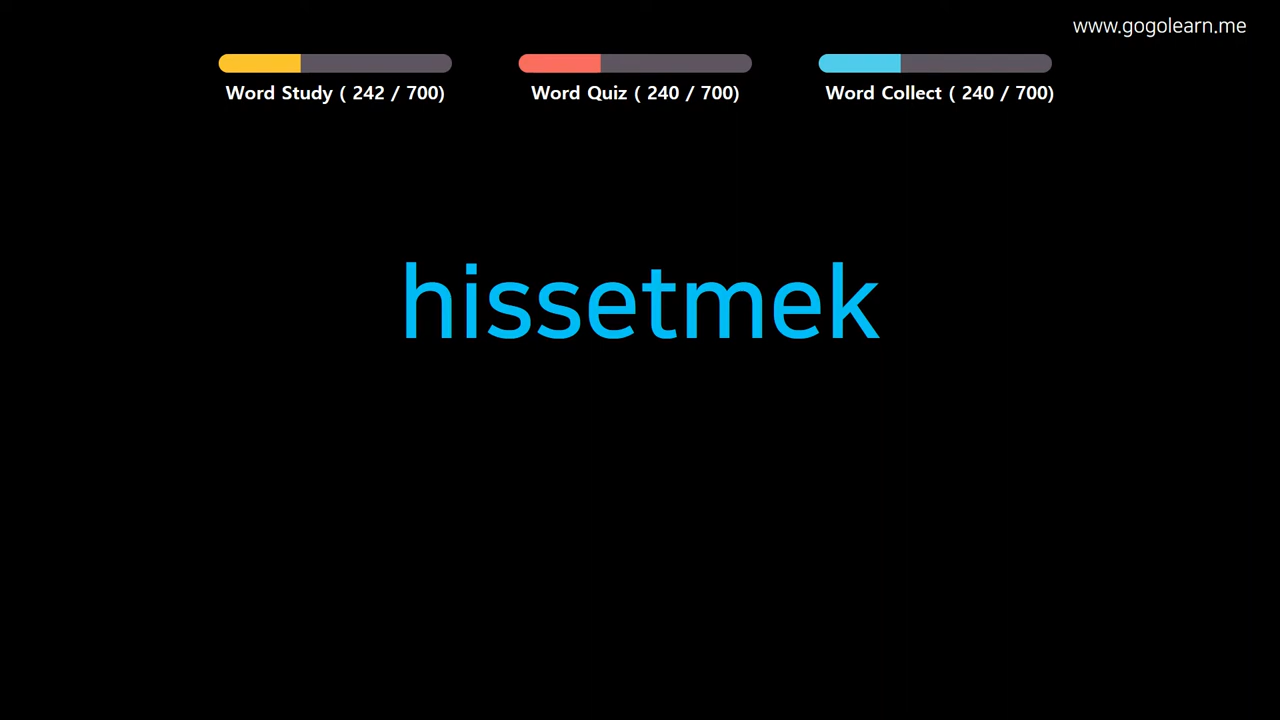 www.gogolearn.me
Word Study ( 242 / 700)
Word Quiz ( 240 / 700)
Word Collect ( 240 / 700)
hissetmek